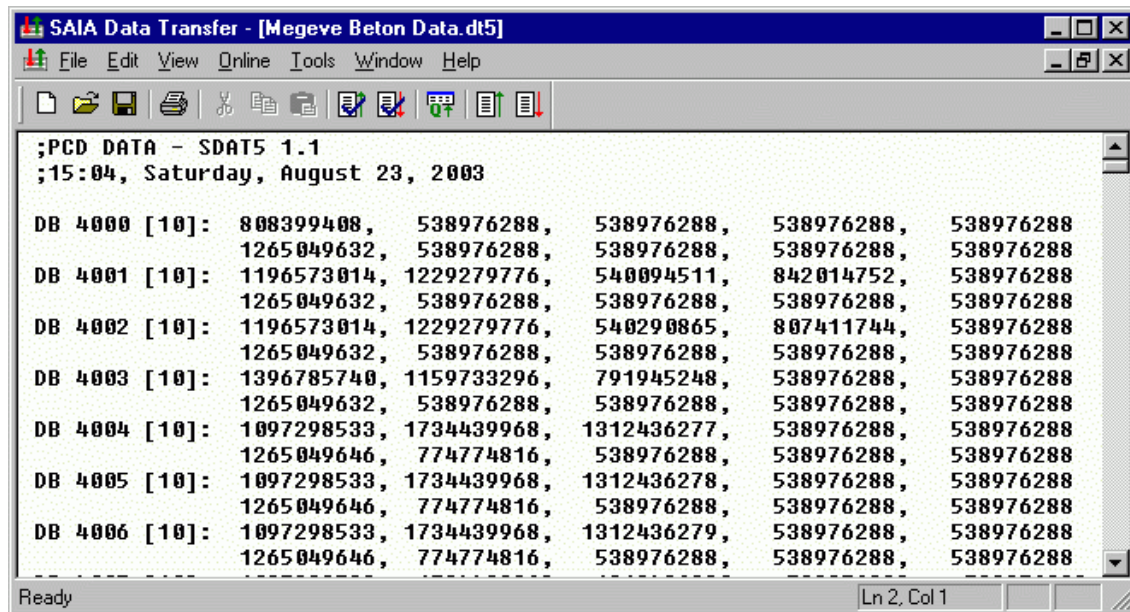 SAIA Data Transfer - [Megeve Beton Data.dt5]
File Edit View Online Tools Window Help
;PCD DATA - SDAT5 1.1
;15:04, Saturday, August 23, 2003
DB 4000 [10]: 808399408, 538976288, 538976288, 538976288, 538976288
1265049632, 538976288, 538976288, 538976288, 538976288
DB 4001 [10]: 1196573014, 1229279776, 540094511, 842014752, 538976288
1265049632, 538976288, 538976288, 538976288, 538976288
DB 4002 [10]: 1196573014, 1229279776, 540290865, 807411744, 538976288
1265049632, 538976288, 538976288, 538976288, 538976288
DB 4003 [10]: 1396785740, 1159733296, 791945248, 538976288, 538976288
1265049632, 538976288, 538976288, 538976288, 538976288
DB 4004 [10]: 1097298533, 1734439968, 1312436277, 538976288, 538976288
1265049646, 774774816, 538976288, 538976288, 538976288
DB 4005 [10]: 1097298533, 1734439968, 1312436278, 538976288, 538976288
1265049646, 774774816, 538976288, 538976288, 538976288
DB 4006 [10]: 1097298533, 1734439968, 1312436279, 538976288, 538976288
1265049646, 774774816, 538976288, 538976288, 538976288
Ready Ln 2, Col 1